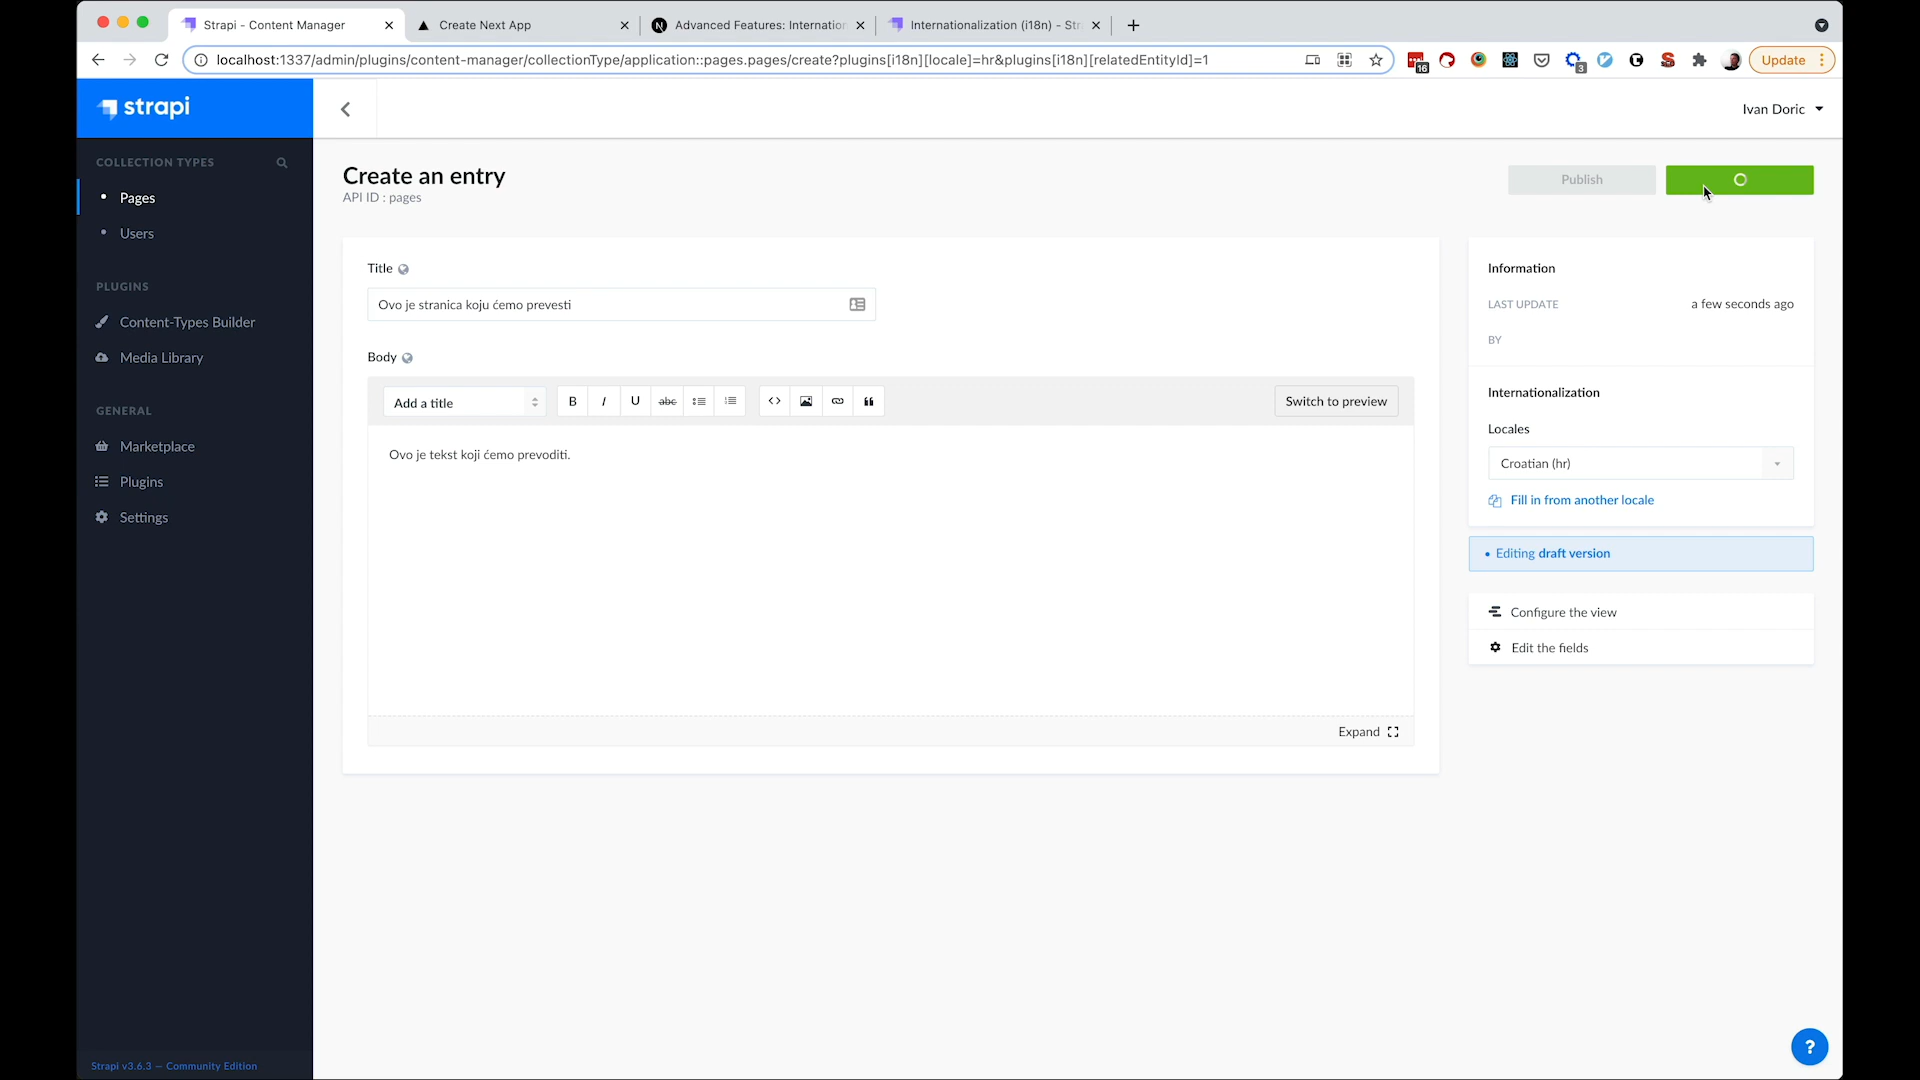 Strapi - Content Manager
Create Next App
Advanced Features: Internation
Internationalization (i18n) - Str
localhost:1337/admin/plugins/content-manager/collectionType/application::pages.pages/create?plugins[i18n][locale]=hr&plugins[i18n][relatedEntityId]=1
16
3
Update
strapi
Ivan Doric
COLLECTION TYPES
Pages
Users
PLUGINS
Content-Types Builder
Media Library
GENERAL
Marketplace
Plugins
Settings
Strapi v3.6.3 — Community Edition
Create an entry
API ID : pages
Publish
Title
Ovo je stranica koju ćemo prevesti
Body
Add a title
B I U abc
Switch to preview
Ovo je tekst koji ćemo prevoditi.
Expand
Information
LAST UPDATE a few seconds ago
BY
Internationalization
Locales
Croatian (hr)
Fill in from another locale
• Editing draft version
Configure the view
Edit the fields
?